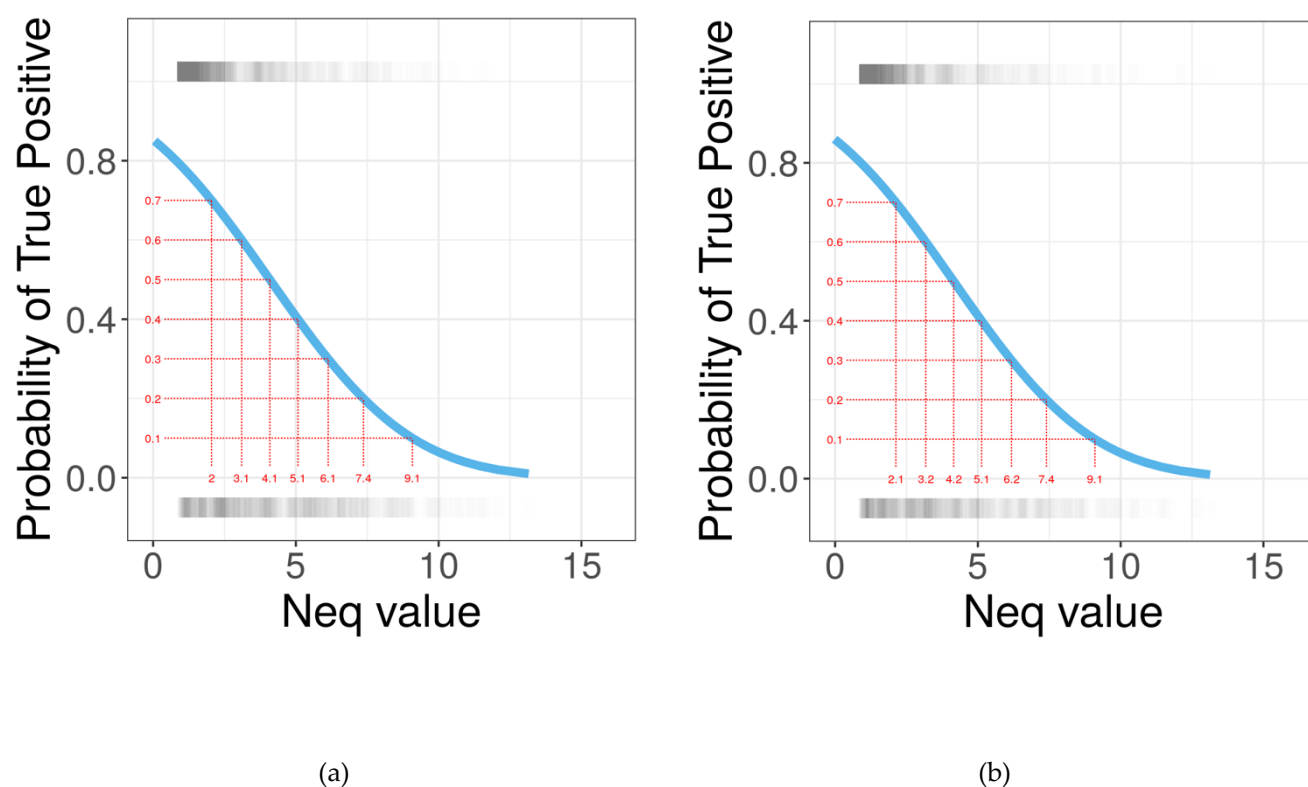 Probability of True Positive
0.8
0.4
0.0
0.7
0.6
0.5
0.4
0.3
0.2
0.1
2 3.1 4.1 5.1 6.1 7.4 9.1
0 5 10 15
Neq value
(a)
Probability of True Positive
0.8
0.4
0.0
0.7
0.6
0.5
0.4
0.3
0.2
0.1
2.1 3.2 4.2 5.1 6.2 7.4 9.1
0 5 10 15
Neq value
(b)